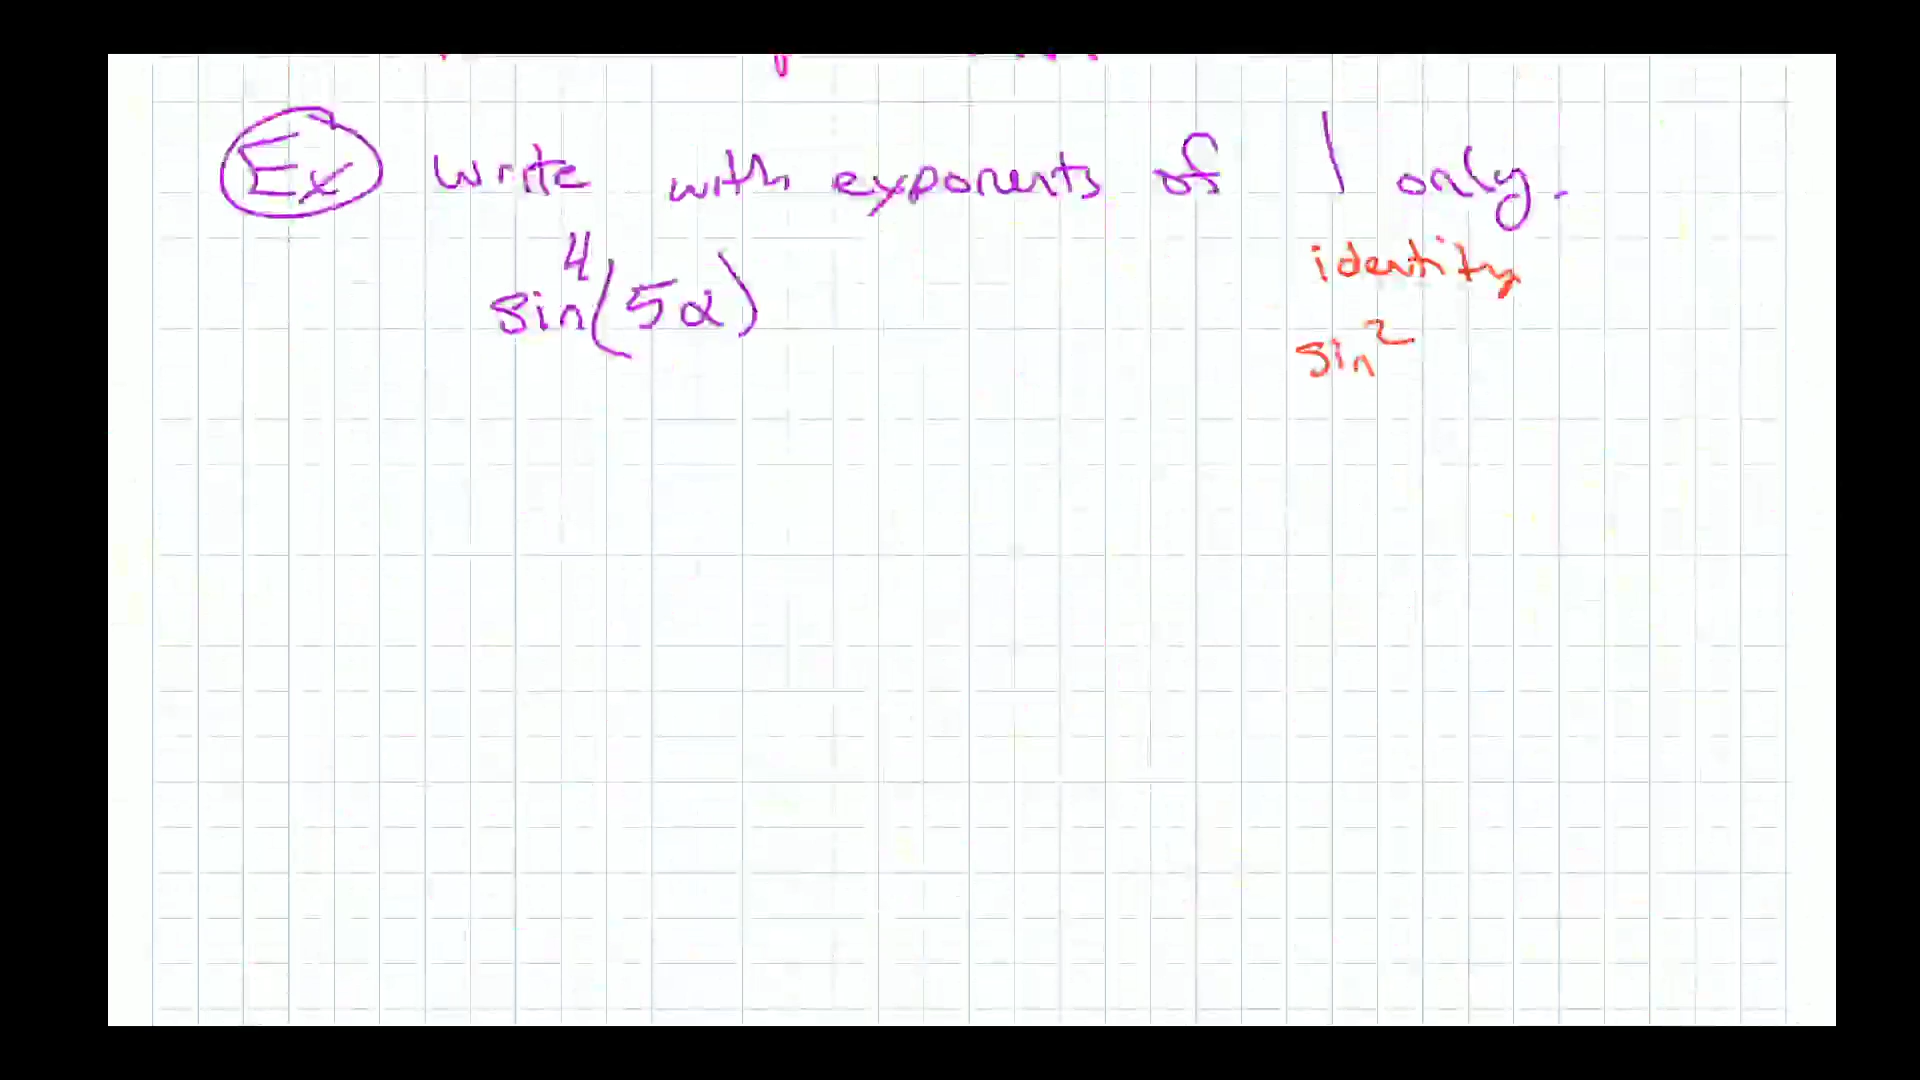 Ex write with exponents of 1 only.
sin⁴(5α)
identity
sin²